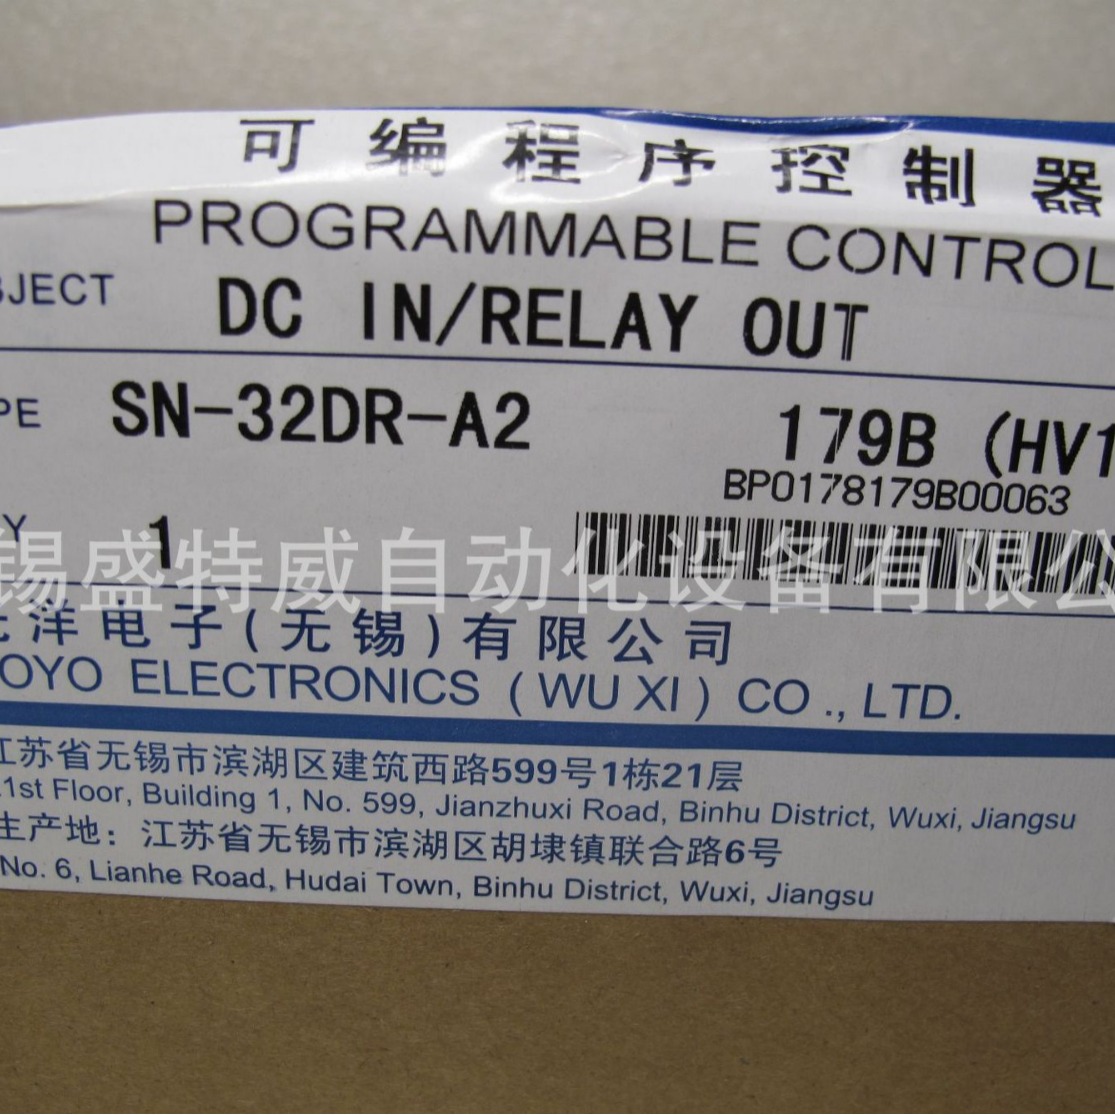 可编程序控制器
PROGRAMMABLE CONTROL
BJECT DC IN/RELAY OUT
PE SN-32DR-A2 179B (HV1
BP0178179B00063
Y 1
锡盛特威自动化设备有限公
洋电子(无锡)有限公司
OYO ELECTRONICS (WU XI) CO., LTD.
江苏省无锡市滨湖区建筑西路599号1栋21层
1st Floor, Building 1, No. 599, Jianzhuxi Road, Binhu District, Wuxi, Jiangsu
生产地：江苏省无锡市滨湖区胡埭镇联合路6号
No. 6, Lianhe Road, Hudai Town, Binhu District, Wuxi, Jiangsu